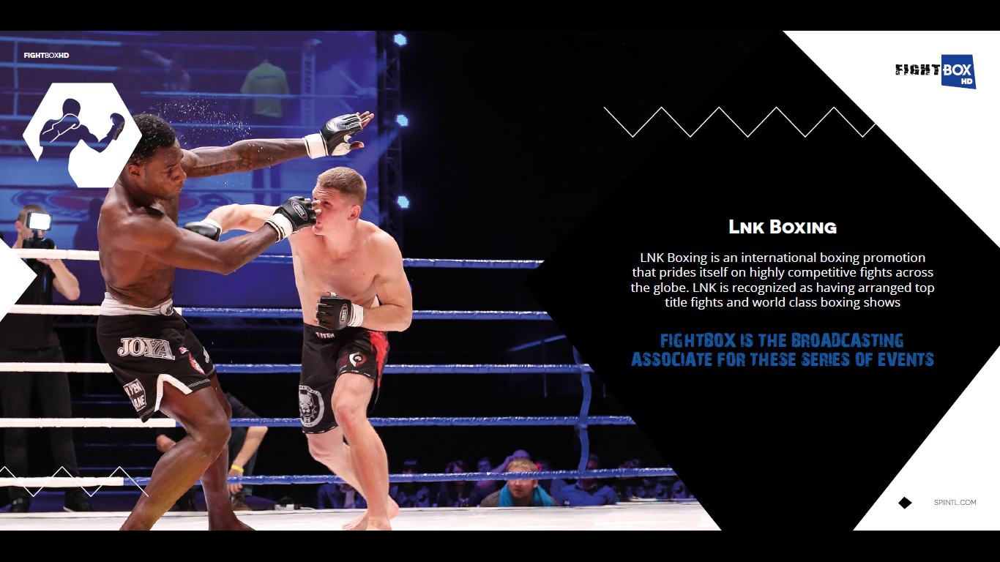 FIGHTBOXHD
FIGHTBOX
HD
LNK BOXING
LNK Boxing is an international boxing promotion
that prides itself on highly competitive fights across
the globe. LNK is recognized as having arranged top
title fights and world class boxing shows
FIGHTBOX IS THE BROADCASTING
ASSOCIATE FOR THESE SERIES OF EVENTS
JOYA
SPIINTL.COM